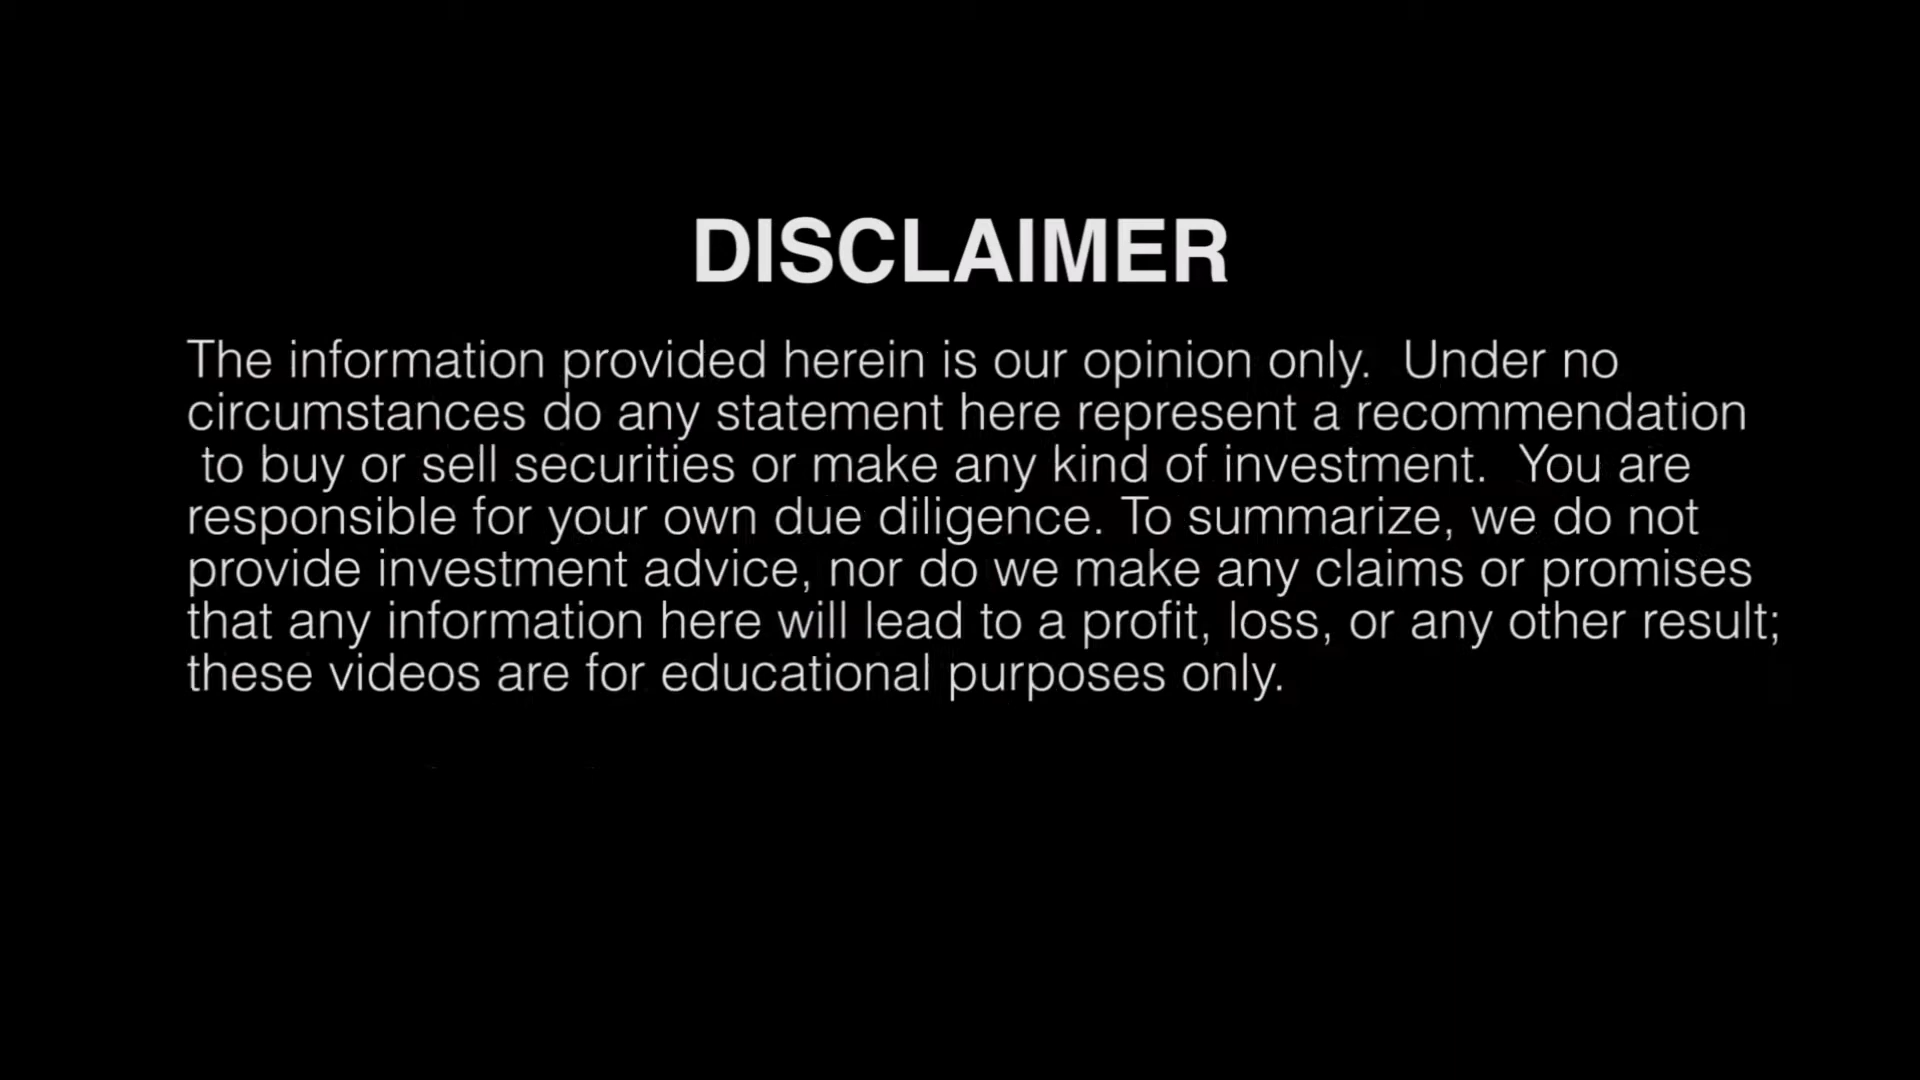 DISCLAIMER
The information provided herein is our opinion only.  Under no
circumstances do any statement here represent a recommendation
to buy or sell securities or make any kind of investment.  You are
responsible for your own due diligence. To summarize, we do not
provide investment advice, nor do we make any claims or promises
that any information here will lead to a profit, loss, or any other result;
these videos are for educational purposes only.